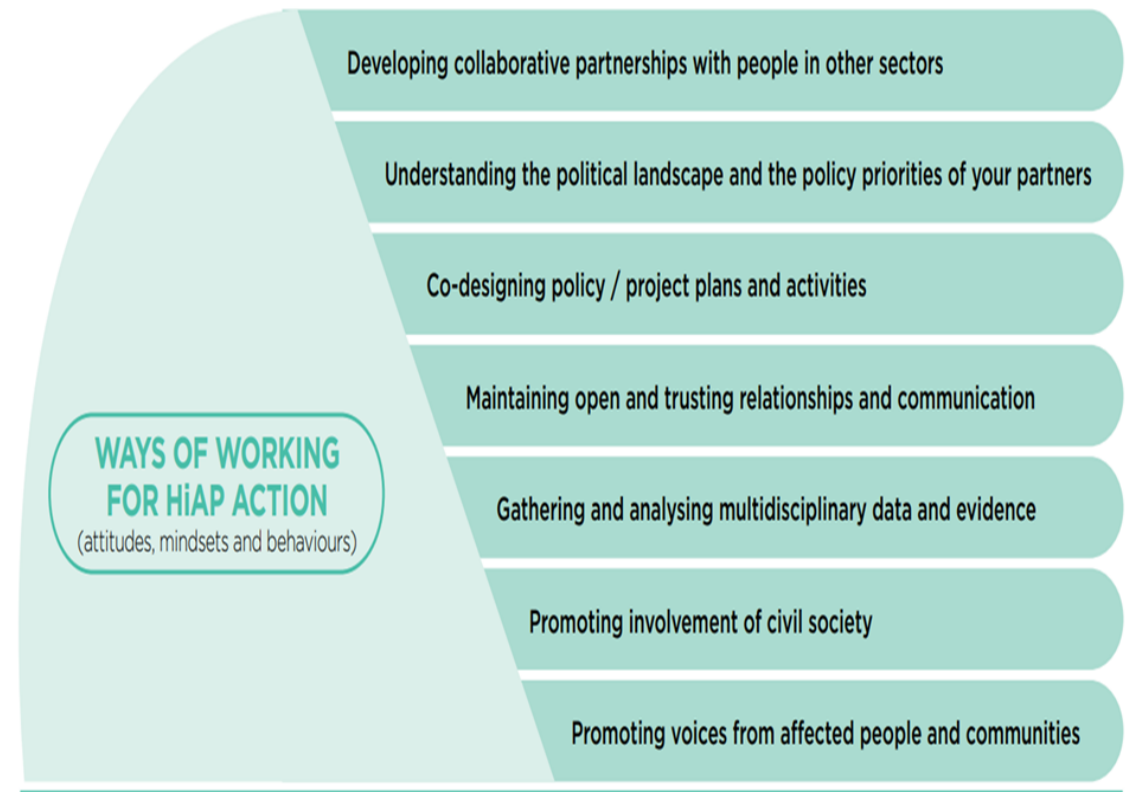 Developing collaborative partnerships with people in other sectors
Understanding the political landscape and the policy priorities of your partners
Co-designing policy / project plans and activities
Maintaining open and trusting relationships and communication
WAYS OF WORKING
FOR HiAP ACTION
(attitudes, mindsets and behaviours)
Gathering and analysing multidisciplinary data and evidence
Promoting involvement of civil society
Promoting voices from affected people and communities